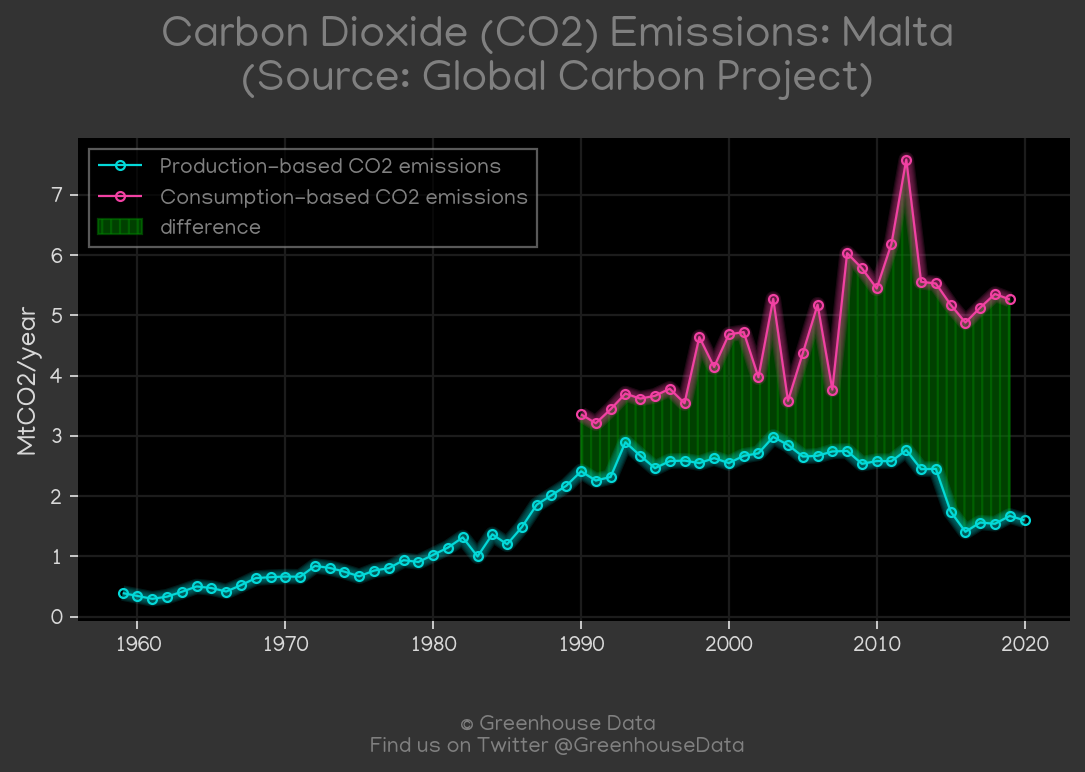 Carbon Dioxide (CO2) Emissions: Malta
(Source: Global Carbon Project)
Production-based CO2 emissions
Consumption-based CO2 emissions
difference
MtCO2/year
7
6
5
4
3
2
1
0
1960 1970 1980 1990 2000 2010 2020
© Greenhouse Data
Find us on Twitter @GreenhouseData